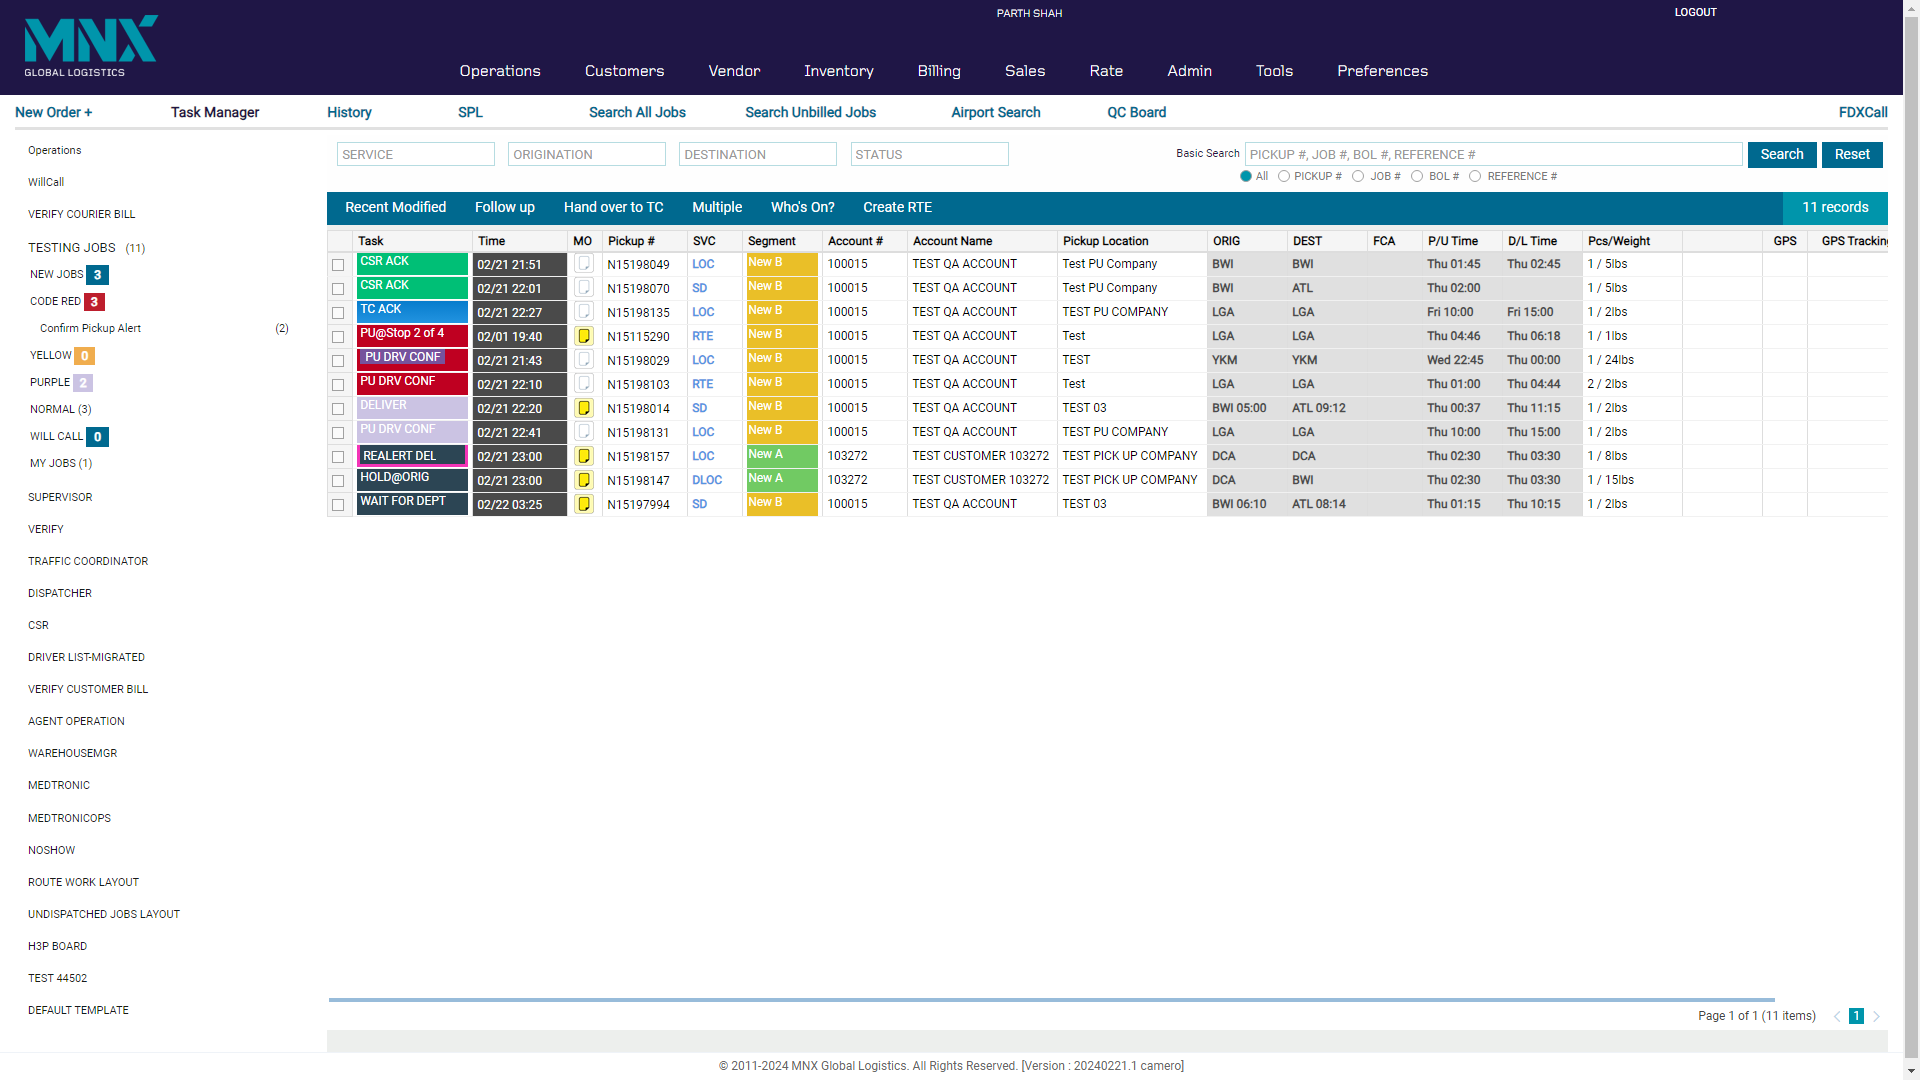 MNX
GLOBAL LOGISTICS
PARTH SHAH
LOGOUT
Operations Customers Vendor Inventory Billing Sales Rate Admin Tools Preferences
New Order + Task Manager History SPL Search All Jobs Search Unbilled Jobs Airport Search QC Board FDXCall
Operations
WillCall
VERIFY COURIER BILL
TESTING JOBS (11)
NEW JOBS 3
CODE RED 3
Confirm Pickup Alert (2)
YELLOW 0
PURPLE 2
NORMAL (3)
WILL CALL 0
MY JOBS (1)
SUPERVISOR
VERIFY
TRAFFIC COORDINATOR
DISPATCHER
CSR
DRIVER LIST-MIGRATED
VERIFY CUSTOMER BILL
AGENT OPERATION
WAREHOUSEMGR
MEDTRONIC
MEDTRONICOPS
NOSHOW
ROUTE WORK LAYOUT
UNDISPATCHED JOBS LAYOUT
H3P BOARD
TEST 44502
DEFAULT TEMPLATE
SERVICE ORIGINATION DESTINATION STATUS Basic Search PICKUP #, JOB #, BOL #, REFERENCE # Search Reset
All PICKUP # JOB # BOL # REFERENCE #
Recent Modified Follow up Hand over to TC Multiple Who's On? Create RTE 11 records
Task Time MO Pickup # SVC Segment Account # Account Name Pickup Location ORIG DEST FCA P/U Time D/L Time Pcs/Weight GPS GPS Tracking
CSR ACK 02/21 21:51 N15198049 LOC New B 100015 TEST QA ACCOUNT Test PU Company BWI BWI Thu 01:45 Thu 02:45 1 / 5lbs
CSR ACK 02/21 22:01 N15198070 SD New B 100015 TEST QA ACCOUNT Test PU Company BWI ATL Thu 02:00 1 / 5lbs
TC ACK 02/21 22:27 N15198135 LOC New B 100015 TEST QA ACCOUNT TEST PU COMPANY LGA LGA Fri 10:00 Fri 15:00 1 / 2lbs
PU@Stop 2 of 4 02/01 19:40 N15115290 RTE New B 100015 TEST QA ACCOUNT Test LGA LGA Thu 04:46 Thu 06:18 1 / 1lbs
PU DRV CONF 02/21 21:43 N15198029 LOC New B 100015 TEST QA ACCOUNT TEST YKM YKM Wed 22:45 Thu 00:00 1 / 24lbs
PU DRV CONF 02/21 22:10 N15198103 RTE New B 100015 TEST QA ACCOUNT Test LGA LGA Thu 01:00 Thu 04:44 2 / 2lbs
DELIVER 02/21 22:20 N15198014 SD New B 100015 TEST QA ACCOUNT TEST 03 BWI 05:00 ATL 09:12 Thu 00:37 Thu 11:15 1 / 2lbs
PU DRV CONF 02/21 22:41 N15198131 LOC New B 100015 TEST QA ACCOUNT TEST PU COMPANY LGA LGA Thu 10:00 Thu 15:00 1 / 2lbs
REALERT DEL 02/21 23:00 N15198157 LOC New A 103272 TEST CUSTOMER 103272 TEST PICK UP COMPANY DCA DCA Thu 02:30 Thu 03:30 1 / 8lbs
HOLD@ORIG 02/21 23:00 N15198147 DLOC New A 103272 TEST CUSTOMER 103272 TEST PICK UP COMPANY DCA BWI Thu 02:30 Thu 03:30 1 / 15lbs
WAIT FOR DEPT 02/22 03:25 N15197994 SD New B 100015 TEST QA ACCOUNT TEST 03 BWI 06:10 ATL 08:14 Thu 01:15 Thu 10:15 1 / 2lbs
Page 1 of 1 (11 items) 1
© 2011-2024 MNX Global Logistics. All Rights Reserved. [Version : 20240221.1 camero]